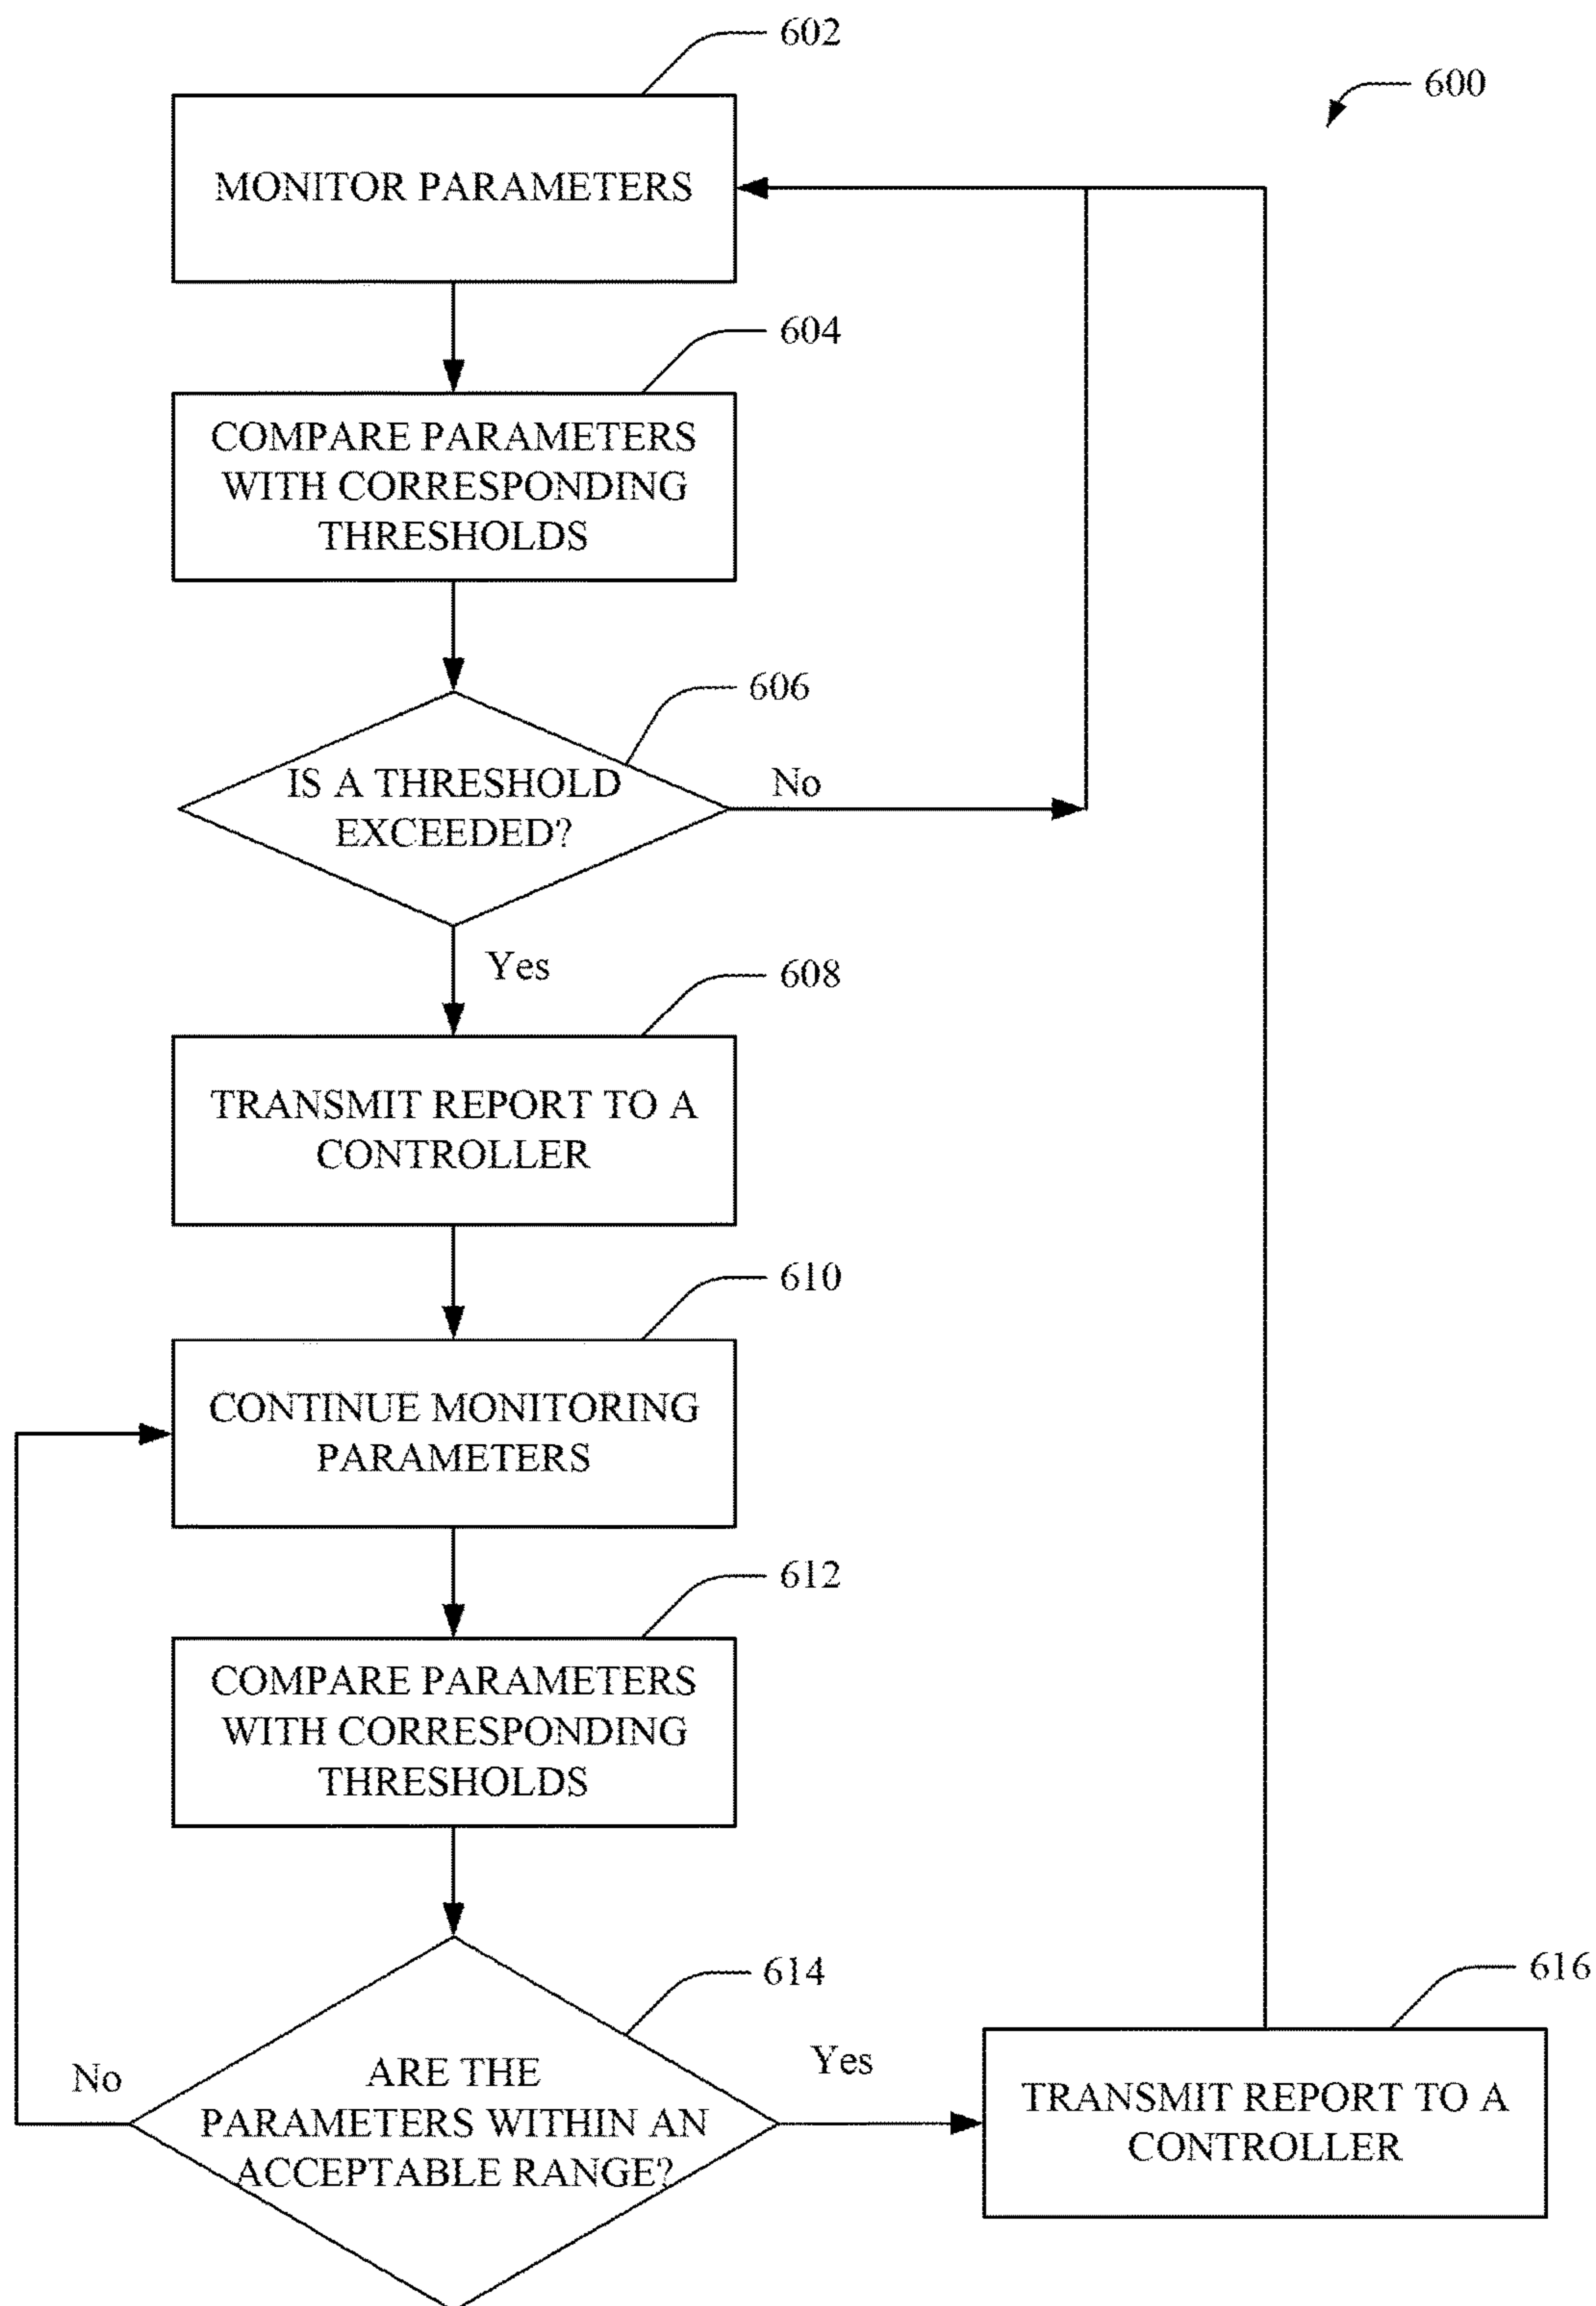 602
600
MONITOR PARAMETERS
604
COMPARE PARAMETERS
WITH CORRESPONDING
THRESHOLDS
606
IS A THRESHOLD
EXCEEDED?
No
Yes
608
TRANSMIT REPORT TO A
CONTROLLER
610
CONTINUE MONITORING
PARAMETERS
612
COMPARE PARAMETERS
WITH CORRESPONDING
THRESHOLDS
614
ARE THE
PARAMETERS WITHIN AN
ACCEPTABLE RANGE?
No
Yes
616
TRANSMIT REPORT TO A
CONTROLLER